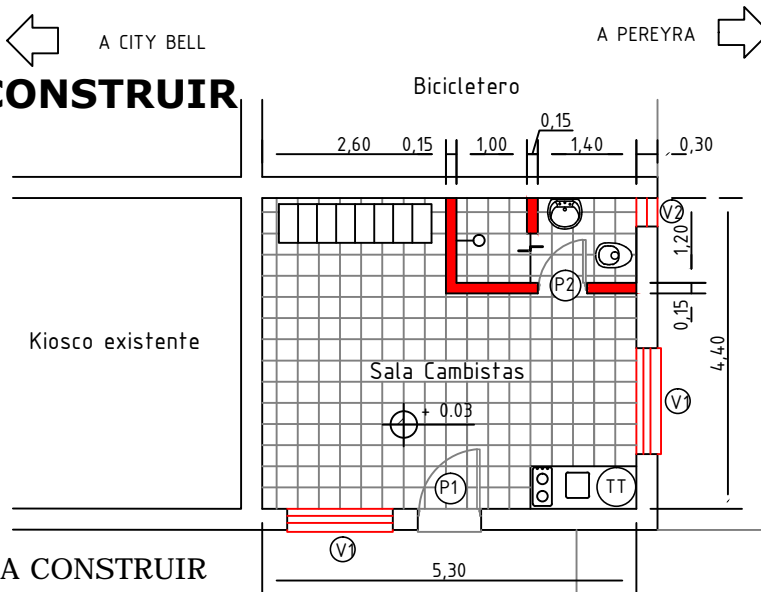 A CITY BELL
A PEREYRA
CONSTRUIR
Bicicletero
0,15
2,60
0,15
1,00
1,40
0,30
V2
1,20
P2
0,15
Kiosco existente
Sala Cambistas
4,40
V1
+ 0.03
P1
TT
V1
A CONSTRUIR
5,30